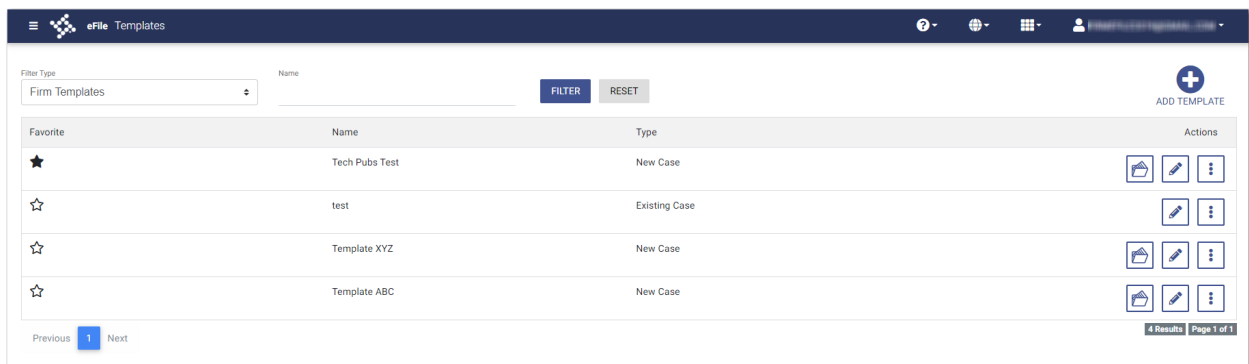 eFile Templates
Filter Type
Firm Templates
Name
FILTER RESET
ADD TEMPLATE
Favorite Name Type Actions
Tech Pubs Test New Case
test Existing Case
Template XYZ New Case
Template ABC New Case
Previous 1 Next
4 Results Page 1 of 1